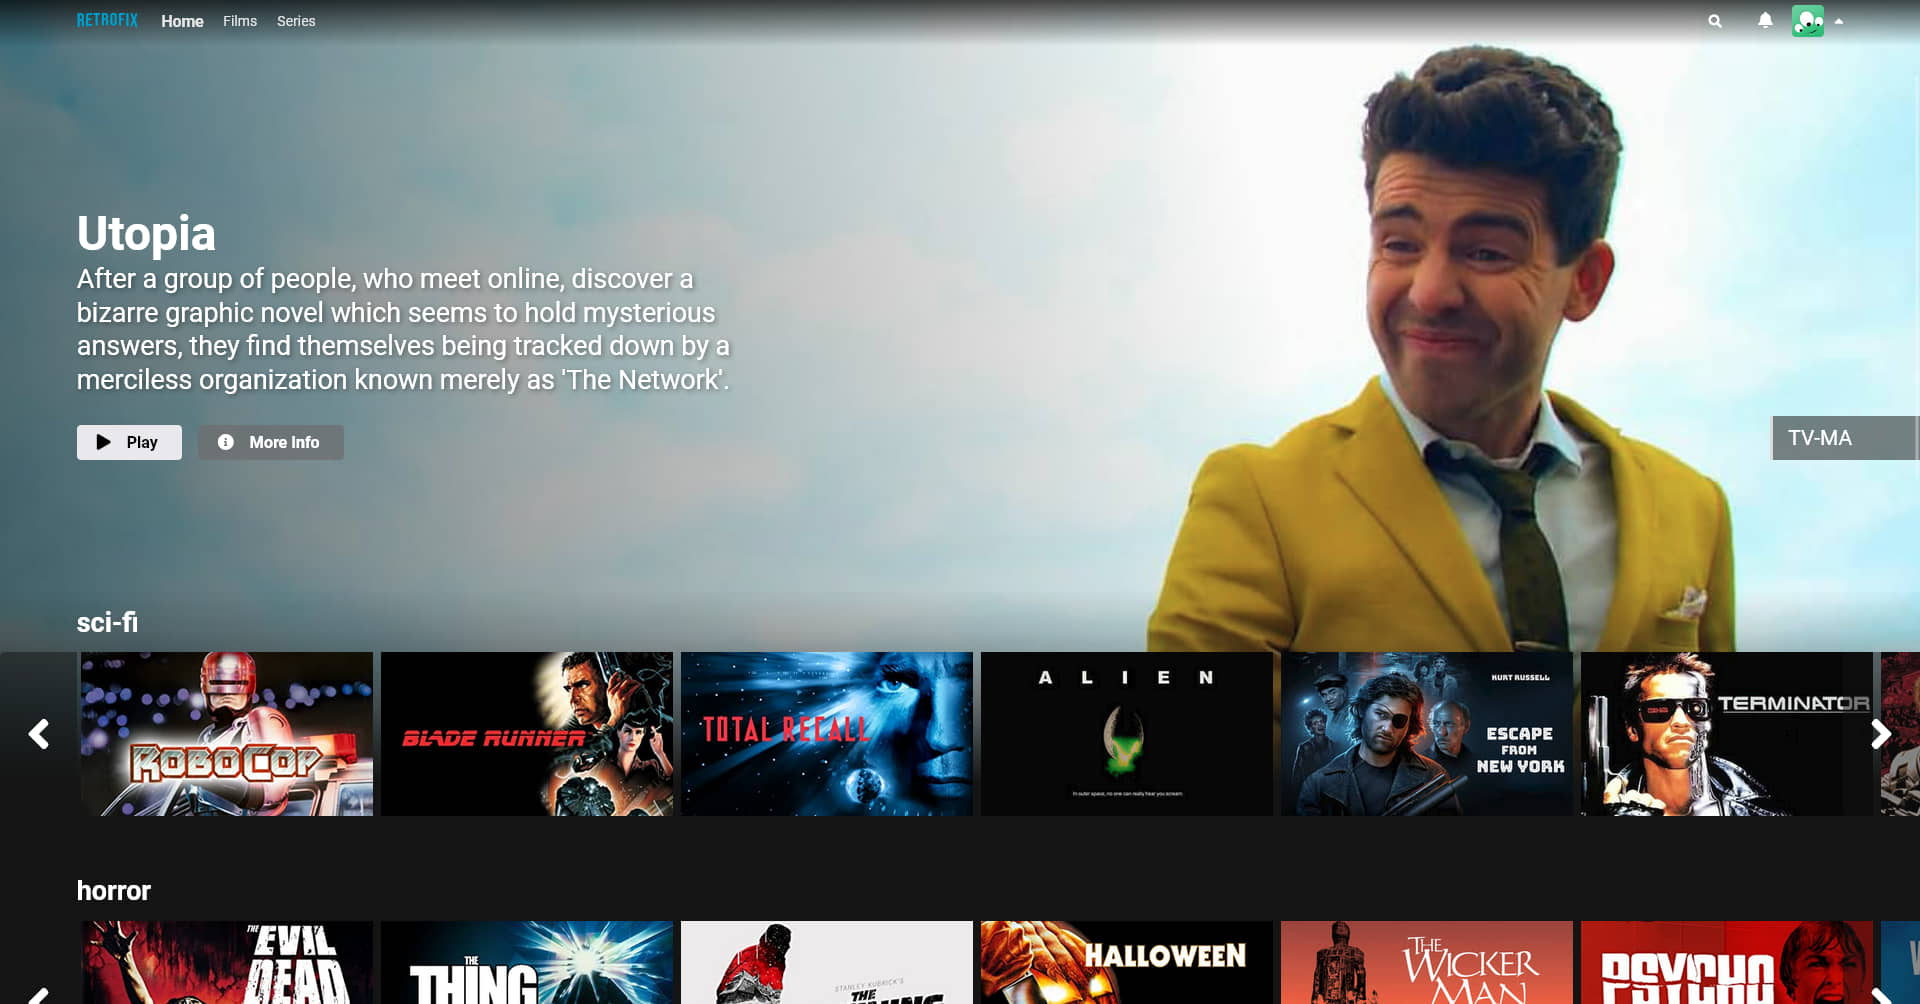 RETROFIX
Home
Films
Series
Utopia
After a group of people, who meet online, discover a
bizarre graphic novel which seems to hold mysterious
answers, they find themselves being tracked down by a
merciless organization known merely as 'The Network'.
Play
More Info
TV-MA
sci-fi
ROBOCOP
BLADE RUNNER
TOTAL RECALL
ALIEN
In outer space, no one can really hear you scream.
KURT RUSSELL
ESCAPE
FROM
NEW YORK
TERMINATOR
horror
THE
EVIL
DEAD
THE
THING
STANLEY KUBRICK'S
THE
HALLOWEEN
THE
WICKER
MAN
PSYCHO